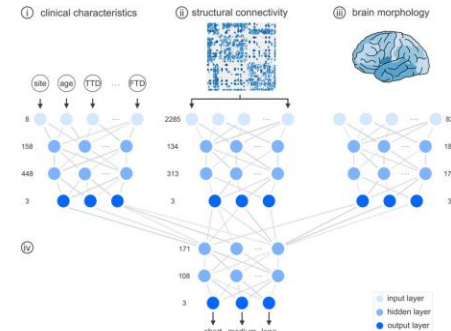 i clinical characteristics
ii structural connectivity
iii brain morphology
site age TTD ... FTD
8
2285
158
134
448
313
3
3
3
iv
171
108
3
input layer
hidden layer
output layer